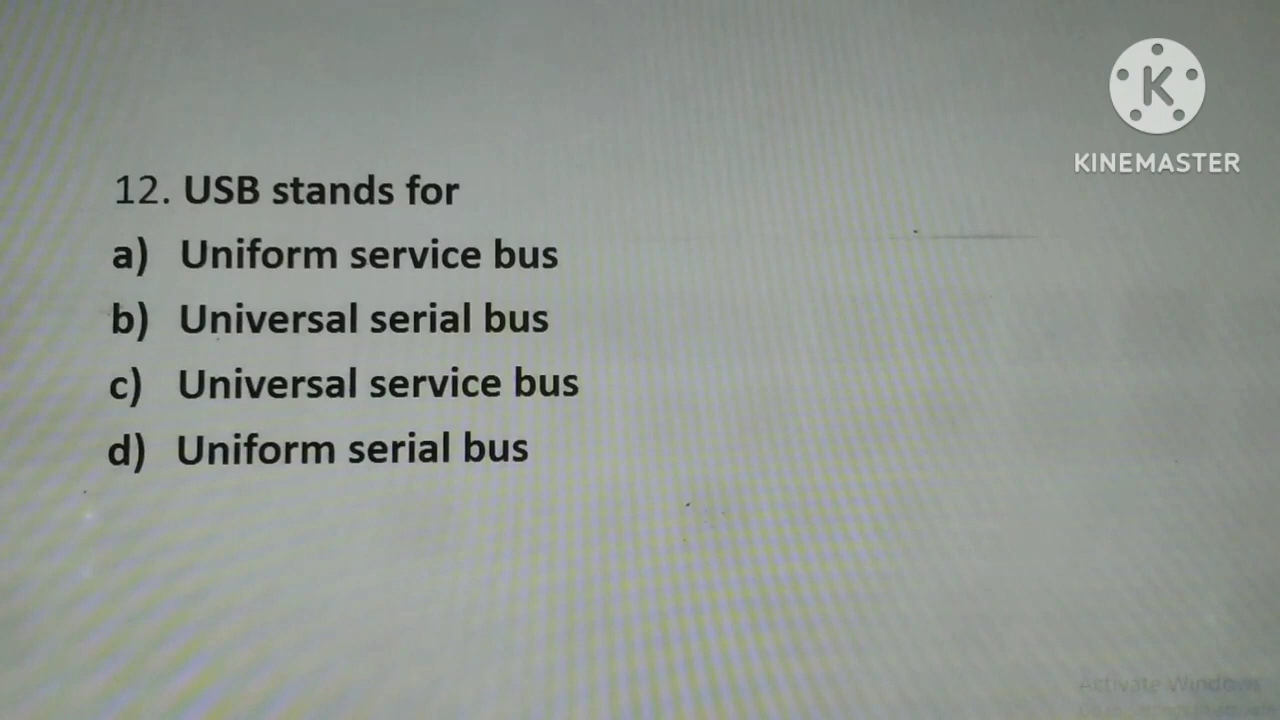 KINEMASTER
12. USB stands for
a) Uniform service bus
b) Universal serial bus
c) Universal service bus
d) Uniform serial bus
Activate Windows